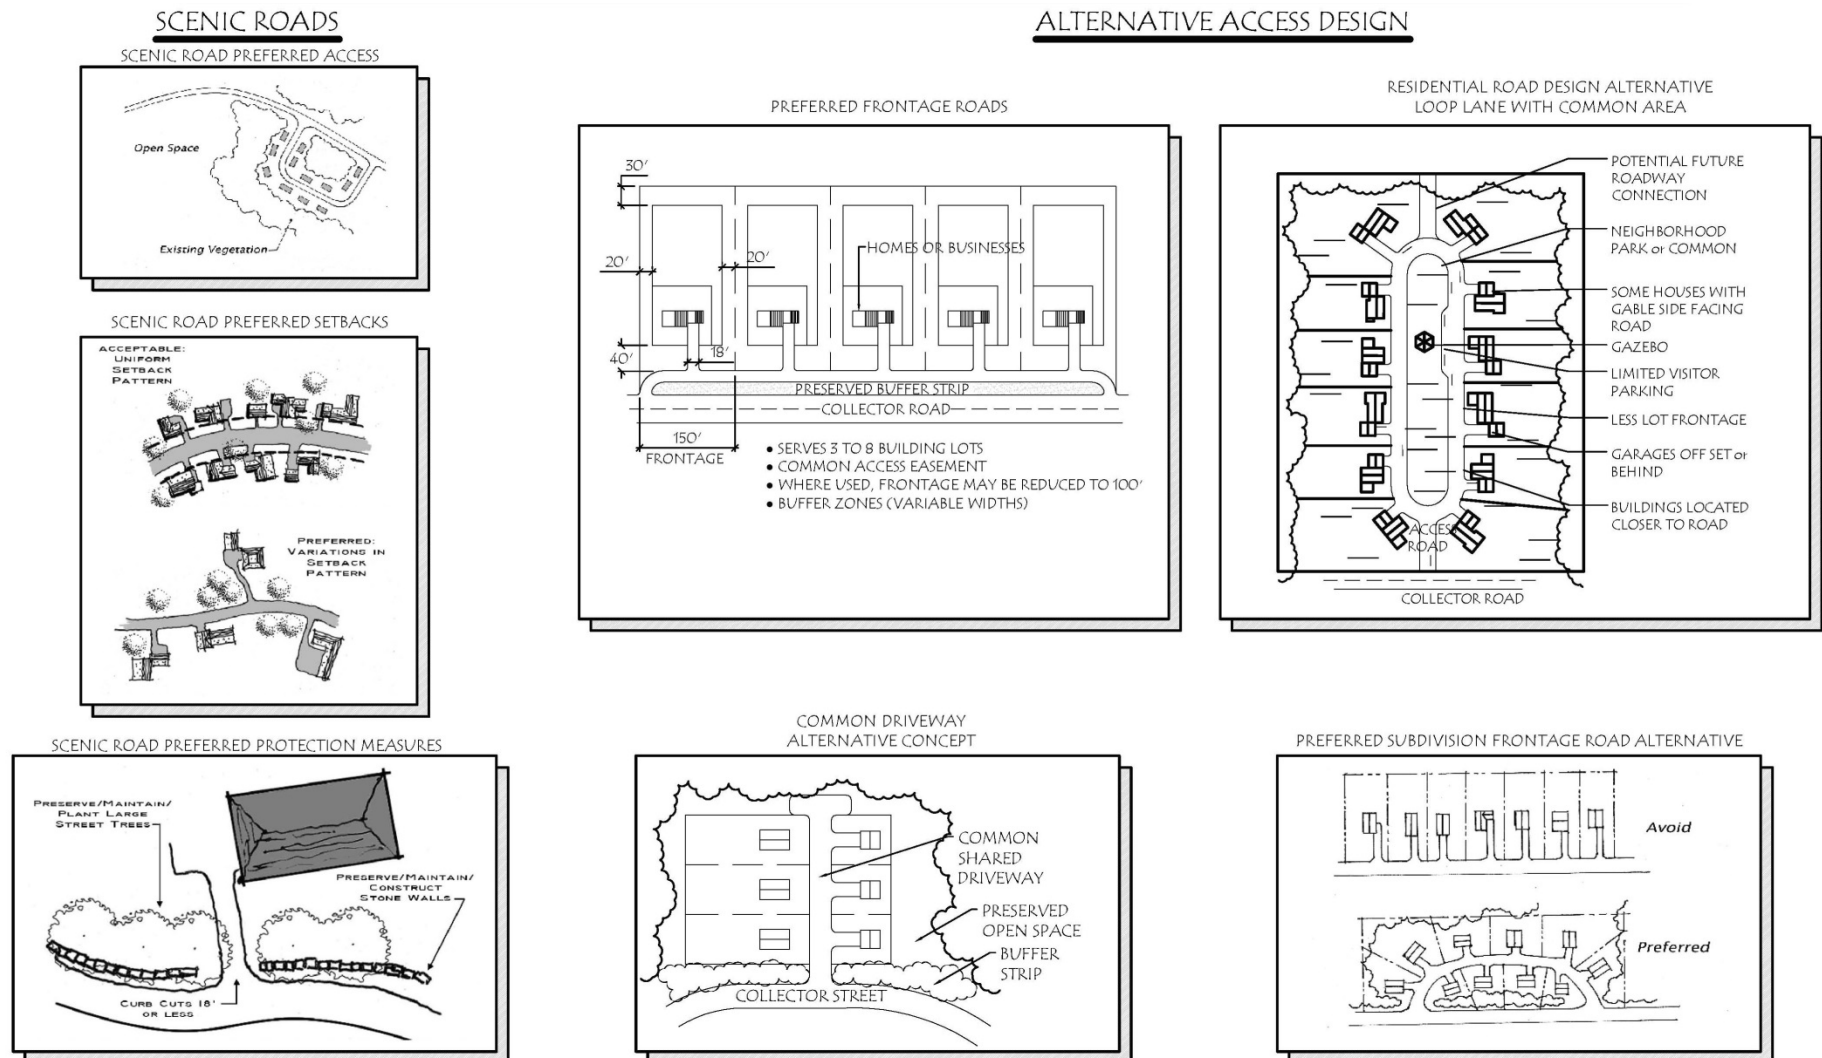 SCENIC ROADS
SCENIC ROAD PREFERRED ACCESS
Open Space
Existing Vegetation
SCENIC ROAD PREFERRED SETBACKS
ACCEPTABLE:
UNIFORM
SETBACK
PATTERN
PREFERRED:
VARIATIONS IN
SETBACK
PATTERN
SCENIC ROAD PREFERRED PROTECTION MEASURES
PRESERVE/MAINTAIN/
PLANT LARGE
STREET TREES
PRESERVE/MAINTAIN/
CONSTRUCT
STONE WALLS
CURB CUTS 18'
OR LESS
ALTERNATIVE ACCESS DESIGN
PREFERRED FRONTAGE ROADS
30'
HOMES OR BUSINESSES
20'
20'
40'
18'
PRESERVED BUFFER STRIP
COLLECTOR ROAD
150'
FRONTAGE
• SERVES 3 TO 8 BUILDING LOTS
• COMMON ACCESS EASEMENT
• WHERE USED, FRONTAGE MAY BE REDUCED TO 100'
• BUFFER ZONES (VARIABLE WIDTHS)
RESIDENTIAL ROAD DESIGN ALTERNATIVE
LOOP LANE WITH COMMON AREA
POTENTIAL FUTURE
ROADWAY
CONNECTION
NEIGHBORHOOD
PARK or COMMON
SOME HOUSES WITH
GABLE SIDE FACING
ROAD
GAZEBO
LIMITED VISITOR
PARKING
LESS LOT FRONTAGE
GARAGES OFF SET or
BEHIND
BUILDINGS LOCATED
CLOSER TO ROAD
ACCESS
ROAD
COLLECTOR ROAD
COMMON DRIVEWAY
ALTERNATIVE CONCEPT
COMMON
SHARED
DRIVEWAY
PRESERVED
OPEN SPACE
BUFFER
STRIP
COLLECTOR STREET
PREFERRED SUBDIVISION FRONTAGE ROAD ALTERNATIVE
Avoid
Preferred